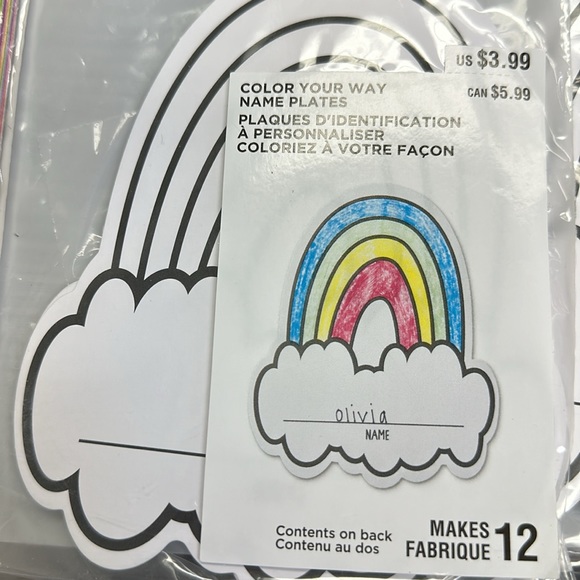 US $3.99
CAN $5.99
COLOR YOUR WAY
NAME PLATES
PLAQUES D'IDENTIFICATION
À PERSONNALISER
COLORIEZ À VOTRE FAÇON
olivia
NAME
Contents on back
Contenu au dos
MAKES
FABRIQUE 12